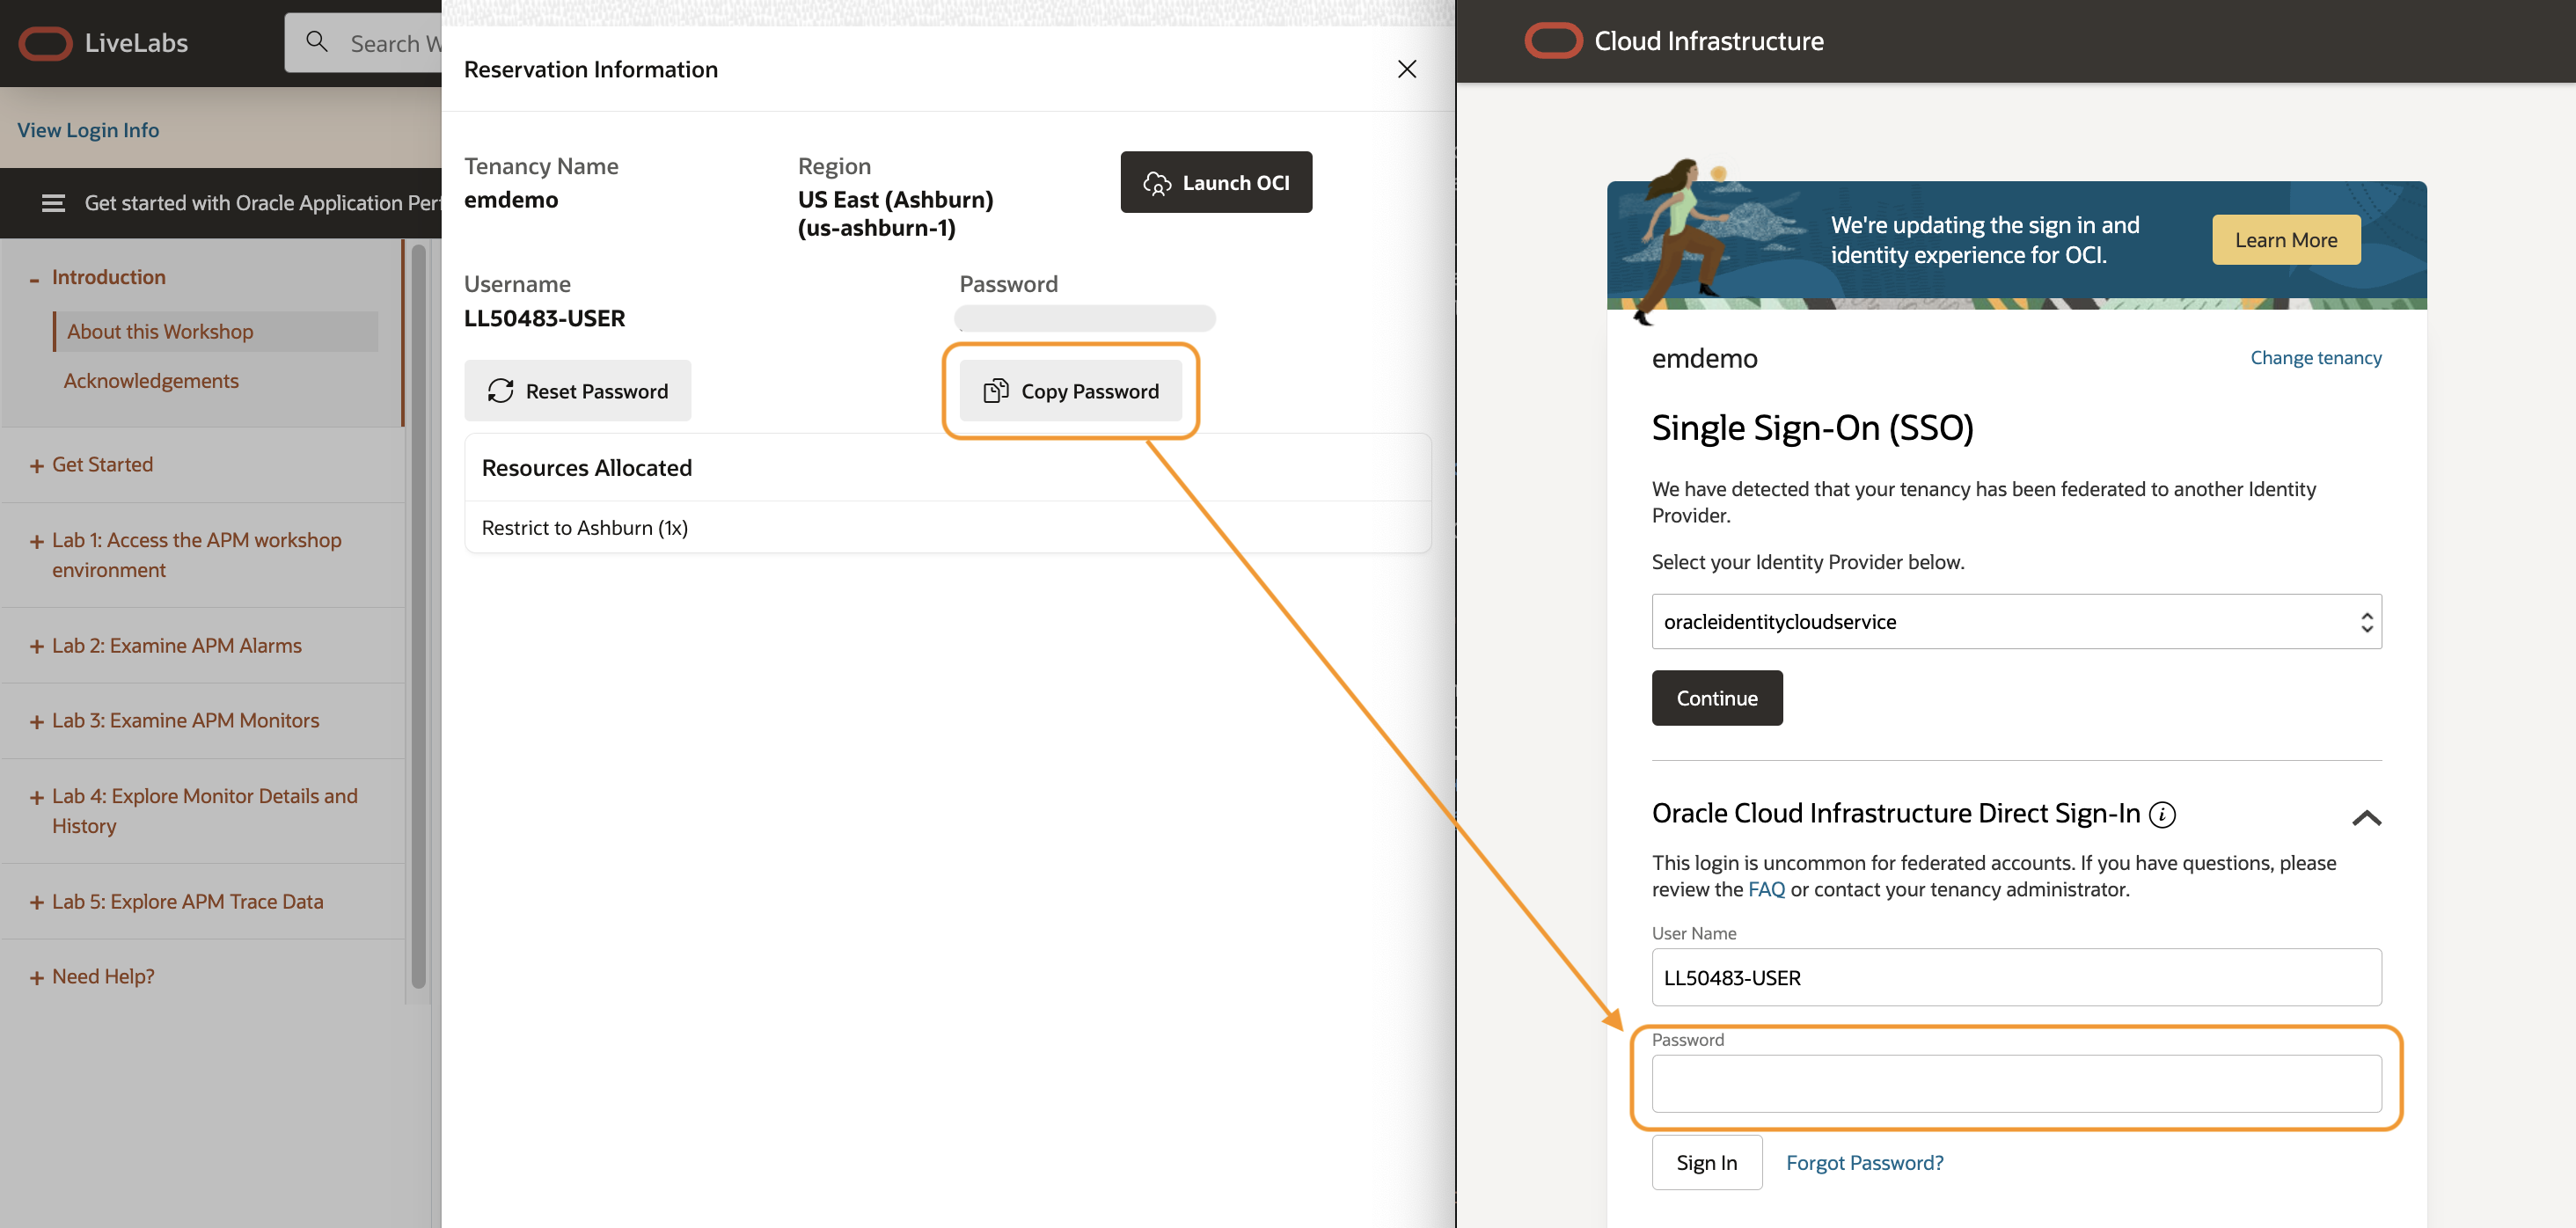 LiveLabs
Search W
View Login Info
Get started with Oracle Application Per
- Introduction
About this Workshop
Acknowledgements
+ Get Started
+ Lab 1: Access the APM workshop
environment
+ Lab 2: Examine APM Alarms
+ Lab 3: Examine APM Monitors
+ Lab 4: Explore Monitor Details and
History
+ Lab 5: Explore APM Trace Data
+ Need Help?
Reservation Information
Tenancy Name
emdemo
Region
US East (Ashburn)
(us-ashburn-1)
Launch OCI
Username
LL50483-USER
Password
Reset Password
Copy Password
Resources Allocated
Restrict to Ashburn (1x)
Cloud Infrastructure
We're updating the sign in and
identity experience for OCI.
Learn More
emdemo
Change tenancy
Single Sign-On (SSO)
We have detected that your tenancy has been federated to another Identity
Provider.
Select your Identity Provider below.
oracleidentitycloudservice
Continue
Oracle Cloud Infrastructure Direct Sign-In
This login is uncommon for federated accounts. If you have questions, please
review the FAQ or contact your tenancy administrator.
User Name
LL50483-USER
Password
Sign In
Forgot Password?